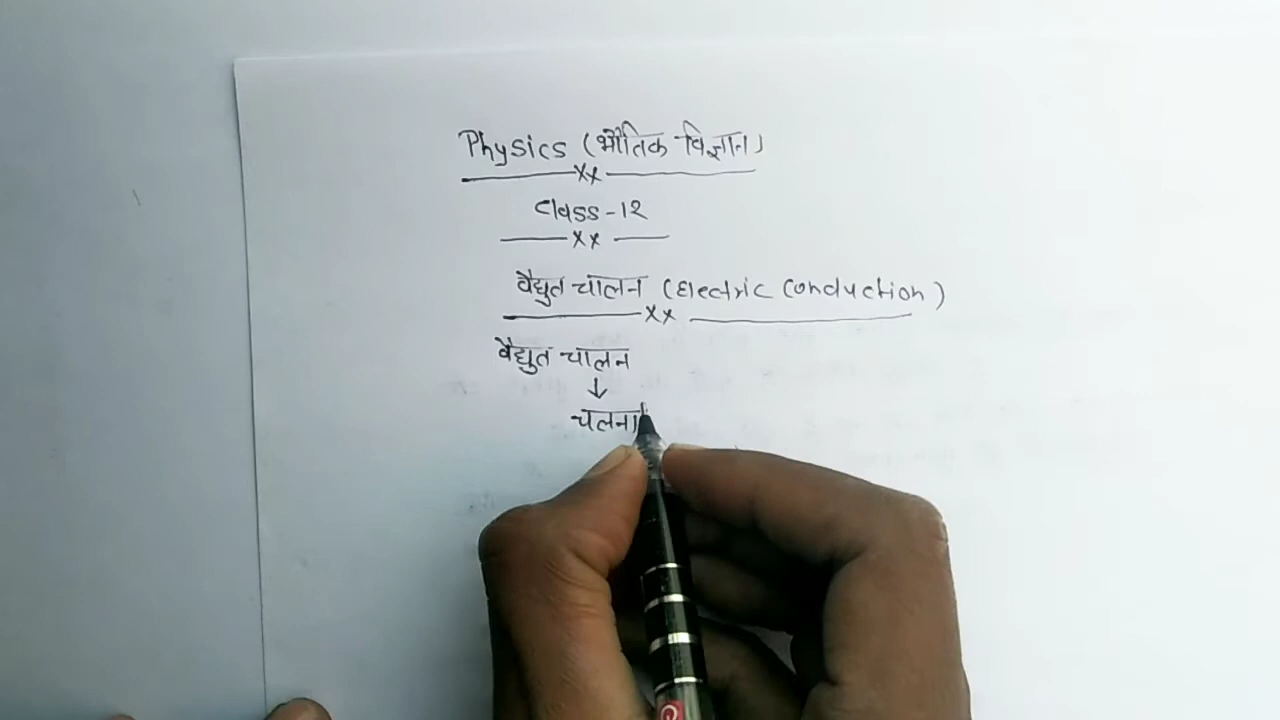 Physics (भौतिक विज्ञान)
Class-12
वैद्युत चालन (Electric Conduction)
वैद्युत चालन
↓
चलना